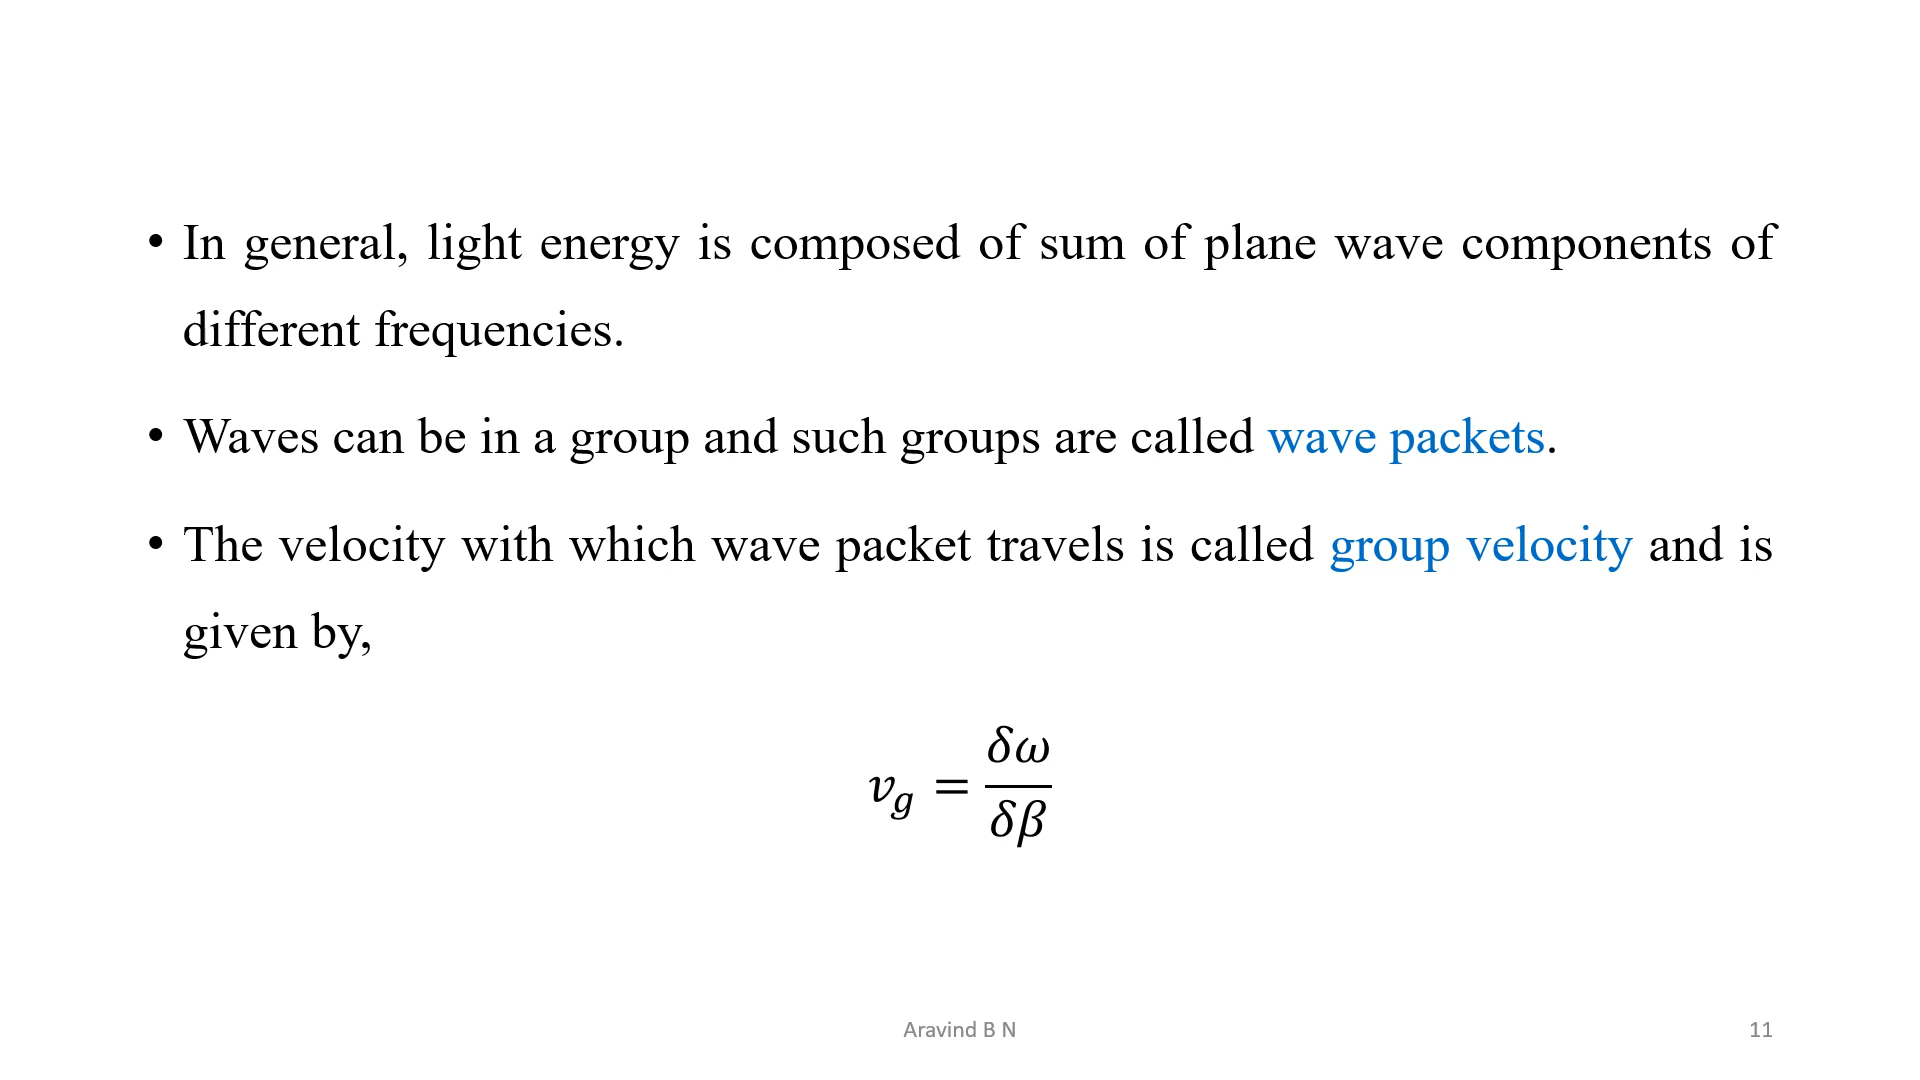 • In general, light energy is composed of sum of plane wave components of
different frequencies.
• Waves can be in a group and such groups are called wave packets.
• The velocity with which wave packet travels is called group velocity and is
given by,
𝑣𝑔 = 𝛿𝜔/𝛿𝛽
Aravind B N
11